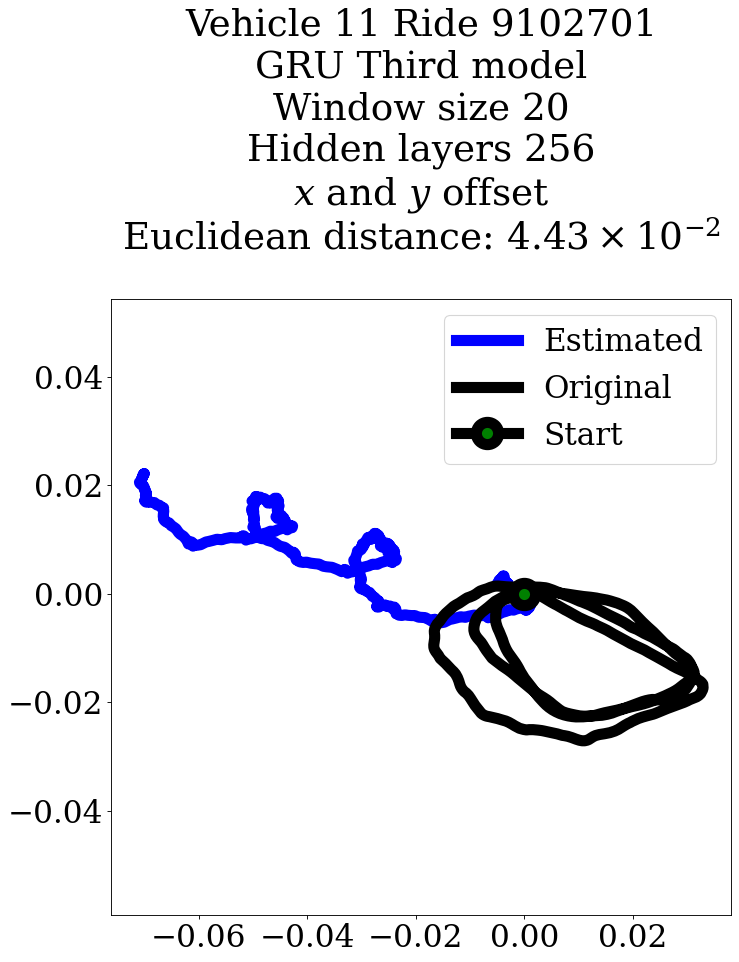 Vehicle 11 Ride 9102701
GRU Third model
Window size 20
Hidden layers 256
x and y offset
Euclidean distance: 4.43 × 10⁻²
Estimated
Original
Start
0.04
0.02
0.00
−0.02
−0.04
−0.06 −0.04 −0.02 0.00 0.02